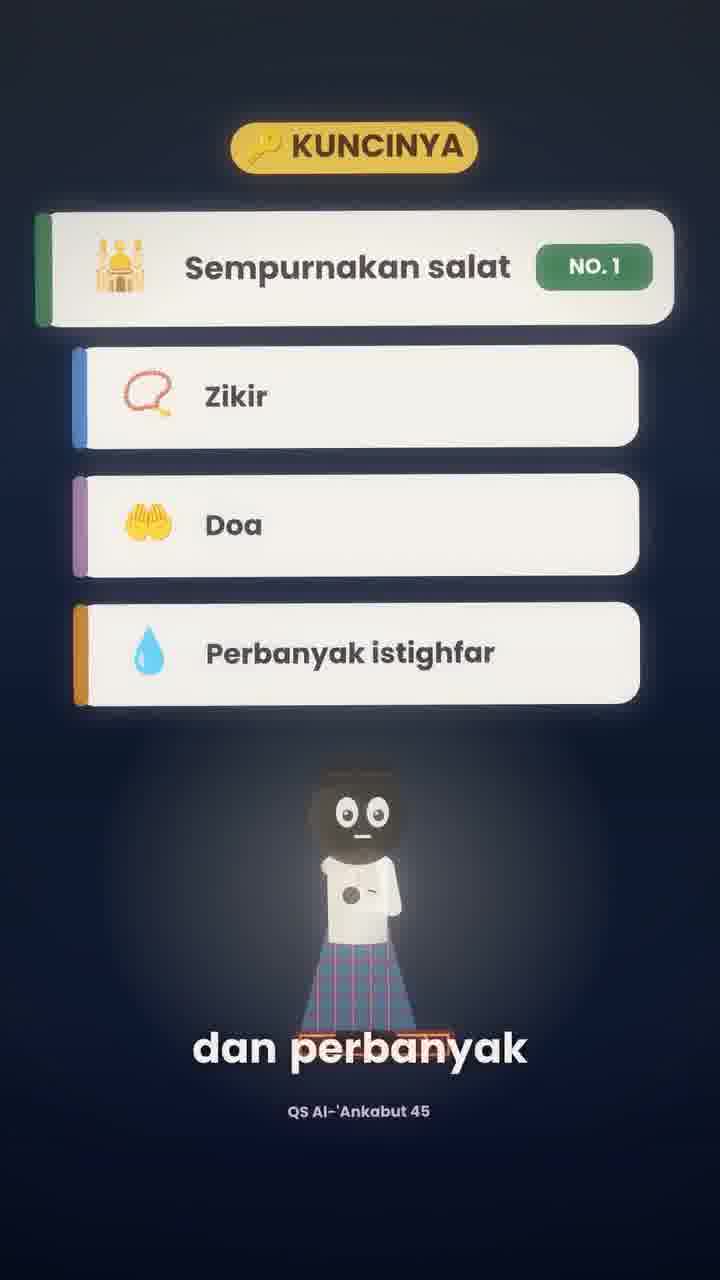 KUNCINYA
Sempurnakan salat
NO. 1
Zikir
Doa
Perbanyak istighfar
dan perbanyak
QS Al-'Ankabut 45